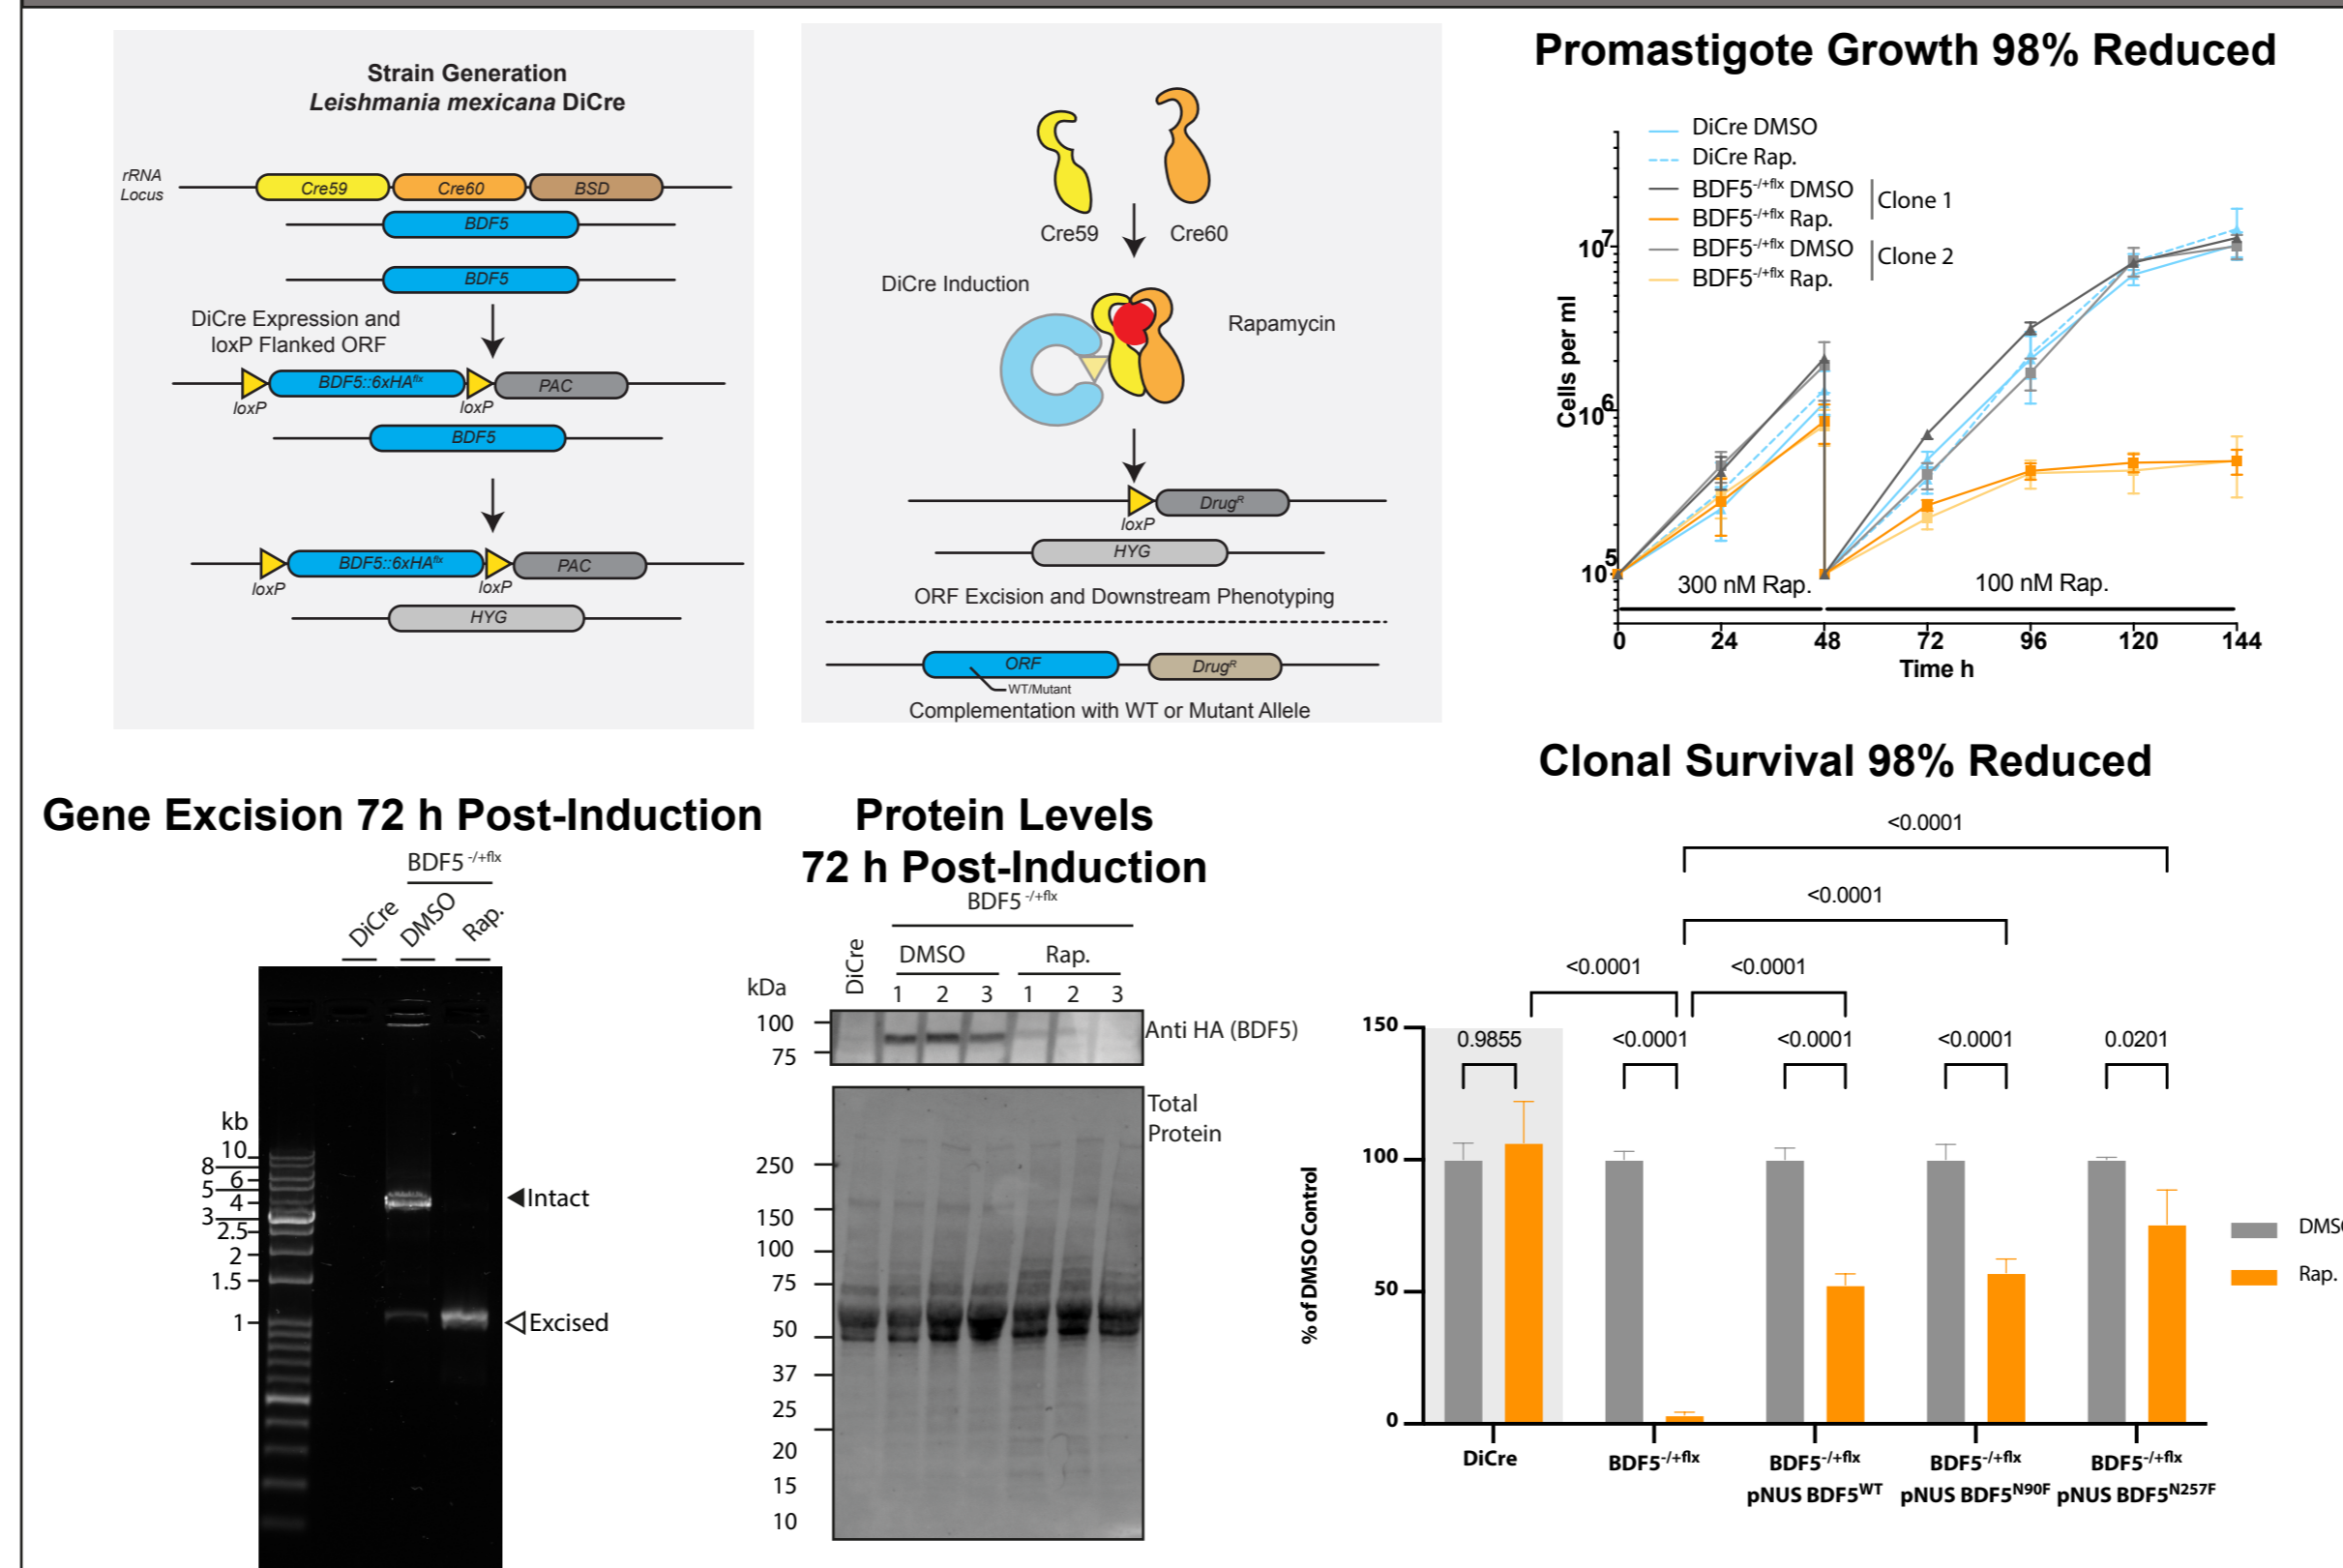 Strain Generation
Leishmania mexicana DiCre
rRNA
Locus
Cre59
Cre60
BSD
BDF5
BDF5
DiCre Expression and
loxP Flanked ORF
BDF5::6xHAflx
PAC
loxP
loxP
BDF5
BDF5::6xHAflx
PAC
loxP
loxP
HYG
Cre59
Cre60
DiCre Induction
Rapamycin
DrugR
loxP
HYG
ORF Excision and Downstream Phenotyping
ORF
DrugR
WT/Mutant
Complementation with WT or Mutant Allele
Promastigote Growth 98% Reduced
DiCre DMSO
DiCre Rap.
BDF5-/+flx DMSO
BDF5-/+flx Rap.
Clone 1
BDF5-/+flx DMSO
BDF5-/+flx Rap.
Clone 2
Cells per ml
10^7
10^6
10^5
300 nM Rap.
100 nM Rap.
0 24 48 72 96 120 144
Time h
Gene Excision 72 h Post-Induction
BDF5 -/+flx
DiCre
DMSO
Rap.
kb
10
8
6
5
4
3
2.5
2
1.5
1
Intact
Excised
Protein Levels
72 h Post-Induction
BDF5 -/+flx
DiCre
DMSO
Rap.
kDa
1 2 3 1 2 3
100
75
Anti HA (BDF5)
Total
Protein
250
150
100
75
50
37
25
20
15
10
Clonal Survival 98% Reduced
<0.0001
<0.0001
<0.0001 <0.0001
0.9855 <0.0001 <0.0001 <0.0001 0.0201
% of DMSO Control
150
100
50
0
DiCre
BDF5-/+flx
BDF5-/+flx
pNUS BDF5WT
BDF5-/+flx
pNUS BDF5N90F
BDF5-/+flx
pNUS BDF5N257F
Rap.